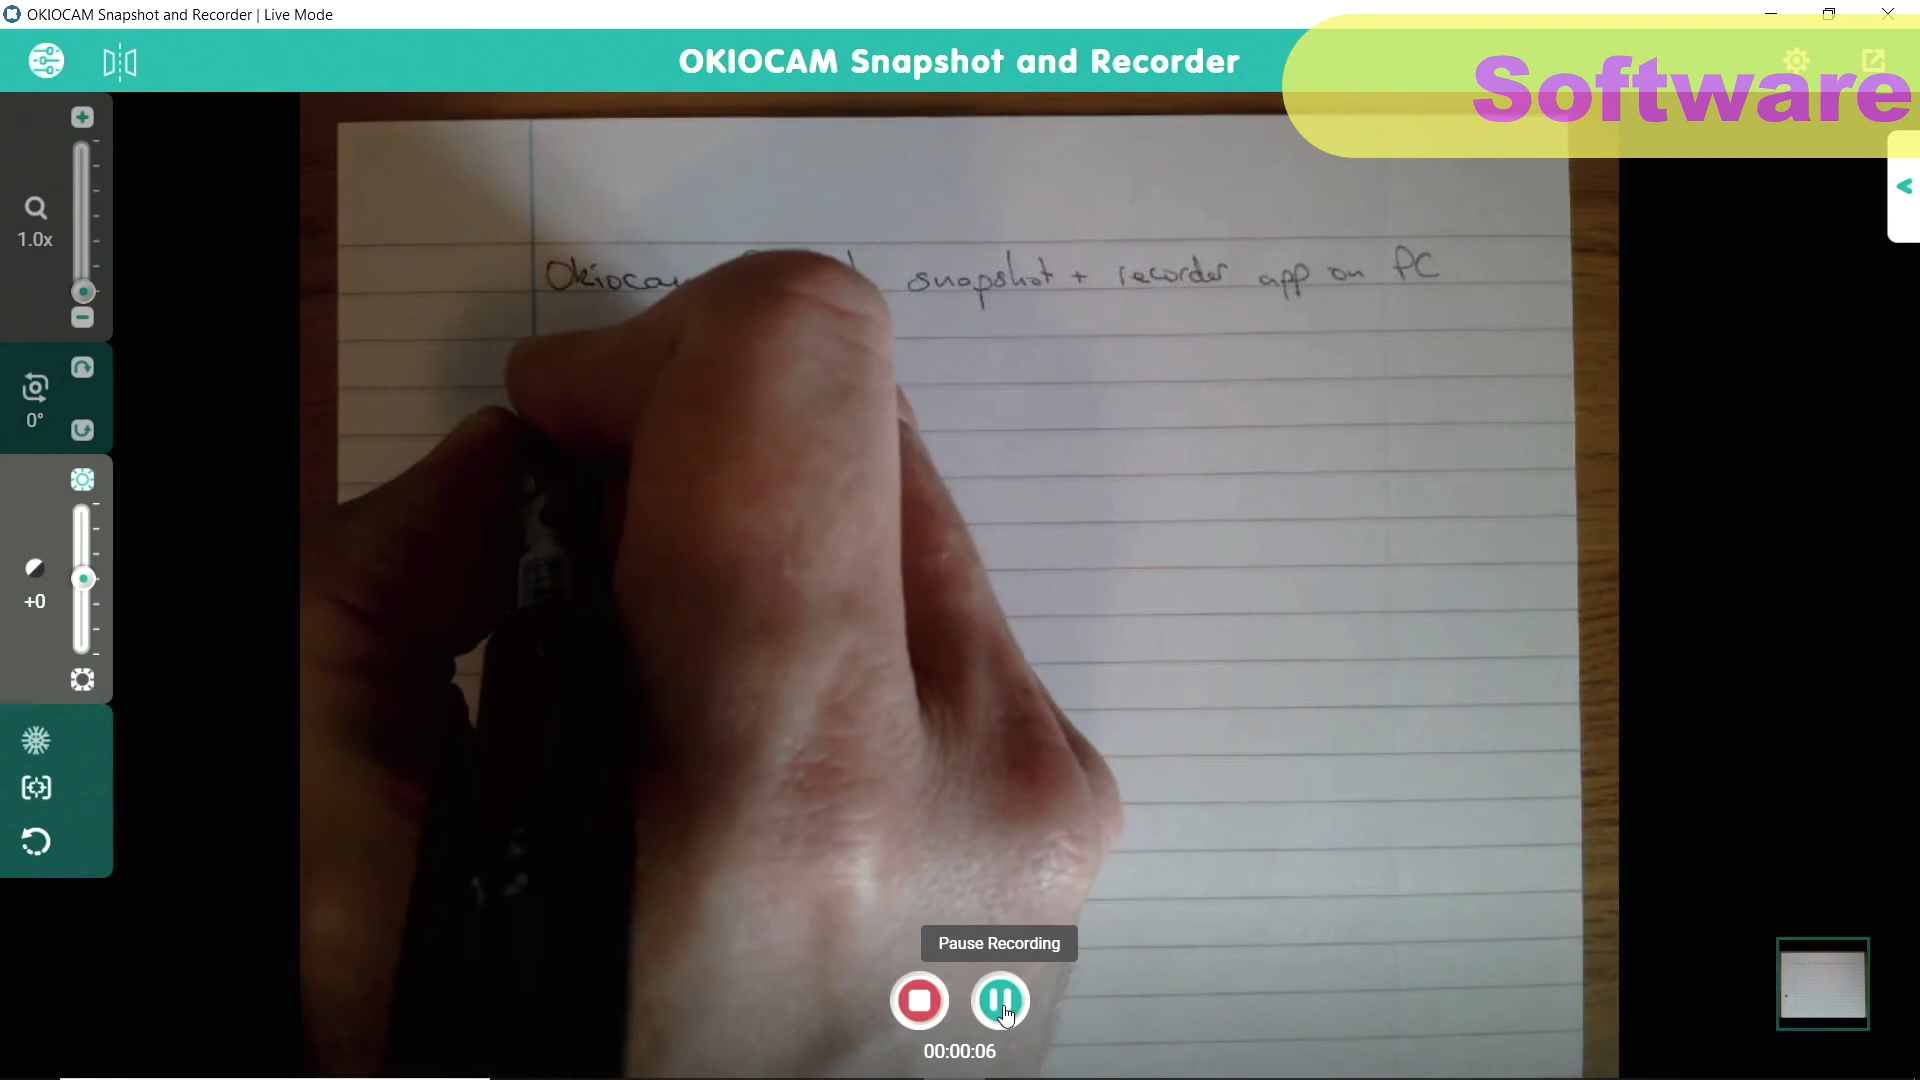 OKIOCAM Snapshot and Recorder | Live Mode
OKIOCAM Snapshot and Recorder
Software
1.0x
Okiocam snapshot + recorder app on PC
0°
+0
Pause Recording
00:00:06